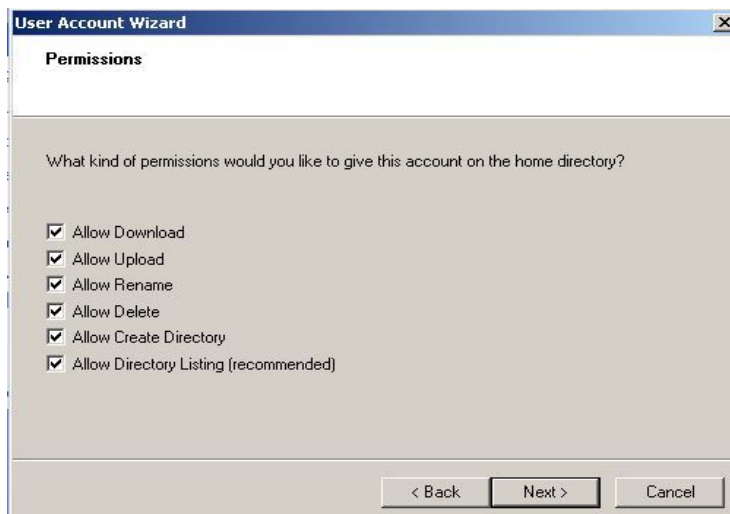 User Account Wizard
Permissions
What kind of permissions would you like to give this account on the home directory?
Allow Download
Allow Upload
Allow Rename
Allow Delete
Allow Create Directory
Allow Directory Listing (recommended)
< Back Next > Cancel